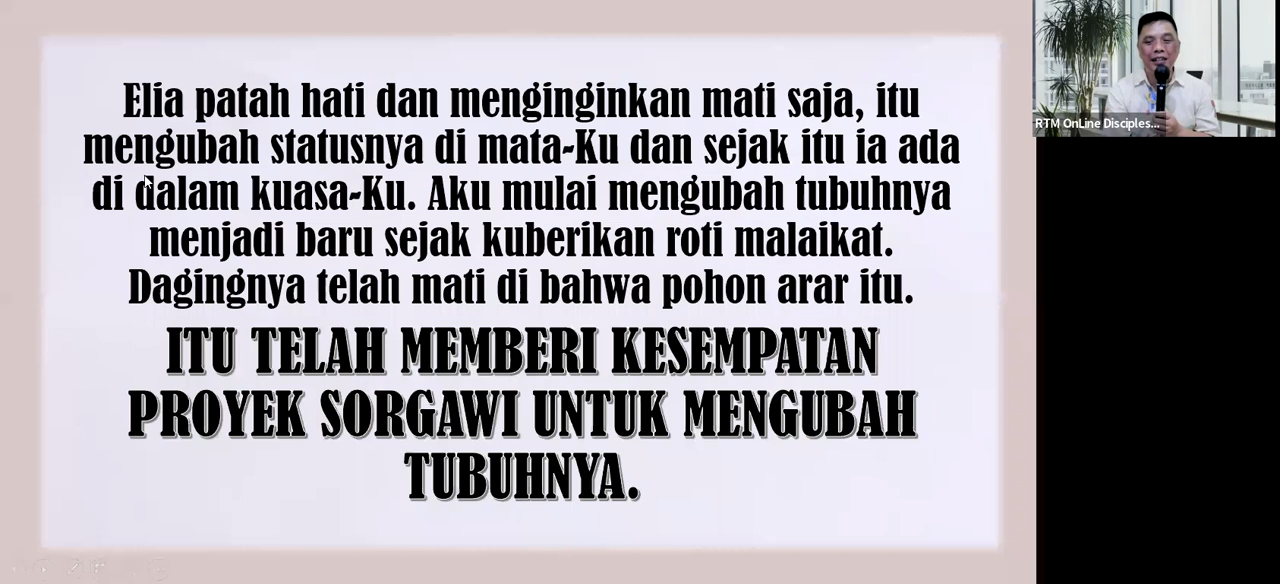 Elia patah hati dan menginginkan mati saja, itu
mengubah statusnya di mata-Ku dan sejak itu ia ada
di dalam kuasa-Ku. Aku mulai mengubah tubuhnya
menjadi baru sejak kuberikan roti malaikat.
Dagingnya telah mati di bahwa pohon arar itu.
ITU TELAH MEMBERI KESEMPATAN
PROYEK SORGAWI UNTUK MENGUBAH
TUBUHNYA.
RTM OnLine Disciples...